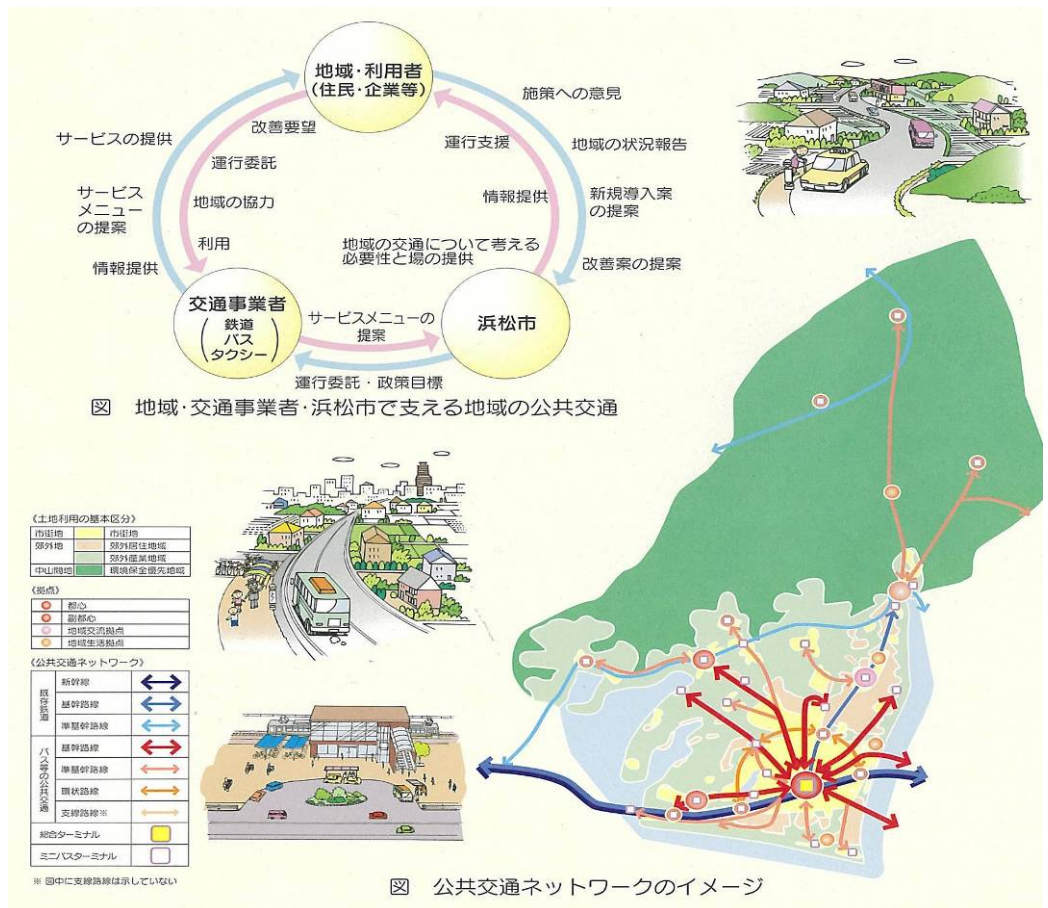 地域・利用者
(住民・企業等)
サービスの提供
サービス
メニュー
の提案
情報提供
改善要望
運行委託
地域の協力
利用
施策への意見
地域の状況報告
新規導入案
の提案
改善案の提案
運行支援
情報提供
地域の交通について考える
必要性と場の提供
交通事業者
(鉄道
バス
タクシー)
サービスメニューの
提案
運行委託・政策目標
浜松市
図 地域・交通事業者・浜松市で支える地域の公共交通
《土地利用の基本区分》
市街地 市街地
郊外地 郊外居住地域
郊外産業地域
中山間地 環境保全優先地域
《拠点》
都心
副都心
地域交流拠点
地域生活拠点
《公共交通ネットワーク》
既存鉄道
新幹線
基幹路線
準基幹路線
バス等の公共交通
基幹路線
準基幹路線
環状路線
支線路線※
総合ターミナル
ミニバスターミナル
※ 図中に支線路線は示していない
図 公共交通ネットワークのイメージ